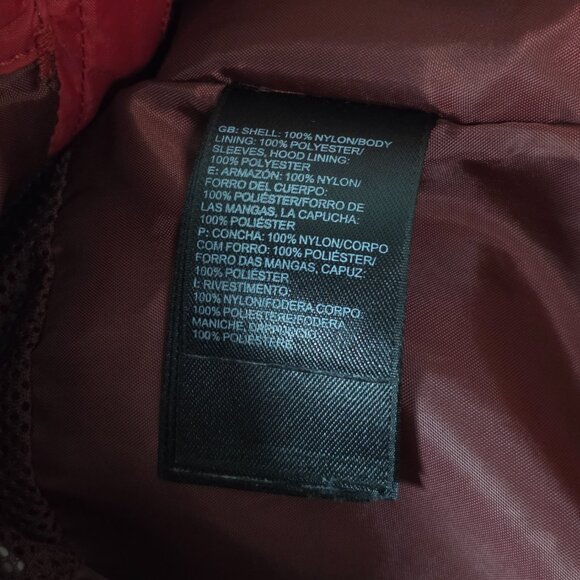 GB: SHELL: 100% NYLON/BODY
LINING: 100% POLYESTER/
SLEEVES, HOOD LINING:
100% POLYESTER
E: ARMAZÓN: 100% NYLON/
FORRO DEL CUERPO:
100% POLIÉSTER/FORRO DE
LAS MANGAS, LA CAPUCHA:
100% POLIÉSTER
P: CONCHA: 100% NYLON/CORPO
COM FORRO: 100% POLIÉSTER/
FORRO DAS MANGAS, CAPUZ:
100% POLIÉSTER
I: RIVESTIMENTO:
100% NYLON/FODERA CORPO:
100% POLIESTERE/FODERA
MANICHE, CAPPUCCIO:
100% POLIESTERE